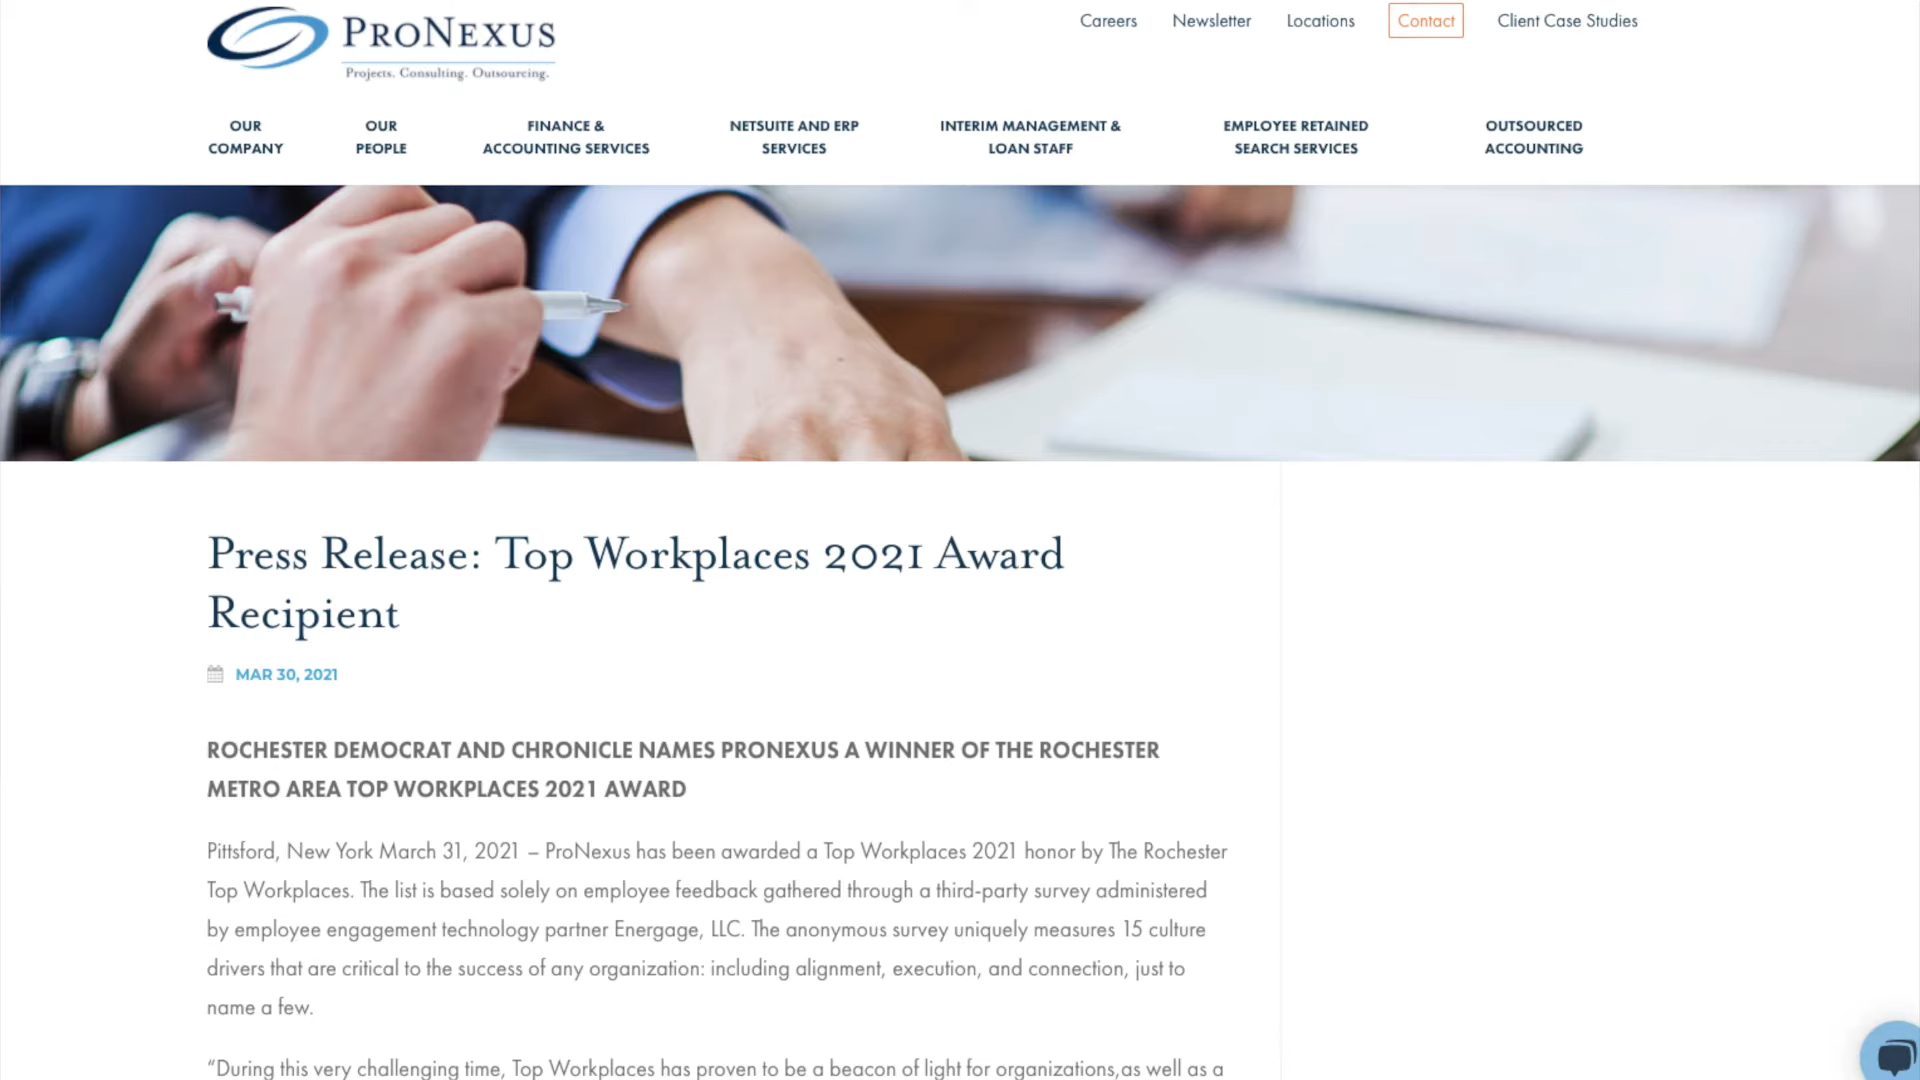 PRONEXUS
Projects. Consulting. Outsourcing.
Careers Newsletter Locations Contact Client Case Studies
OUR COMPANY
OUR PEOPLE
FINANCE & ACCOUNTING SERVICES
NETSUITE AND ERP SERVICES
INTERIM MANAGEMENT & LOAN STAFF
EMPLOYEE RETAINED SEARCH SERVICES
OUTSOURCED ACCOUNTING
Press Release: Top Workplaces 2021 Award
Recipient
MAR 30, 2021
ROCHESTER DEMOCRAT AND CHRONICLE NAMES PRONEXUS A WINNER OF THE ROCHESTER
METRO AREA TOP WORKPLACES 2021 AWARD
Pittsford, New York March 31, 2021 – ProNexus has been awarded a Top Workplaces 2021 honor by The Rochester
Top Workplaces. The list is based solely on employee feedback gathered through a third-party survey administered
by employee engagement technology partner Energage, LLC. The anonymous survey uniquely measures 15 culture
drivers that are critical to the success of any organization: including alignment, execution, and connection, just to
name a few.
“During this very challenging time, Top Workplaces has proven to be a beacon of light for organizations,as well as a